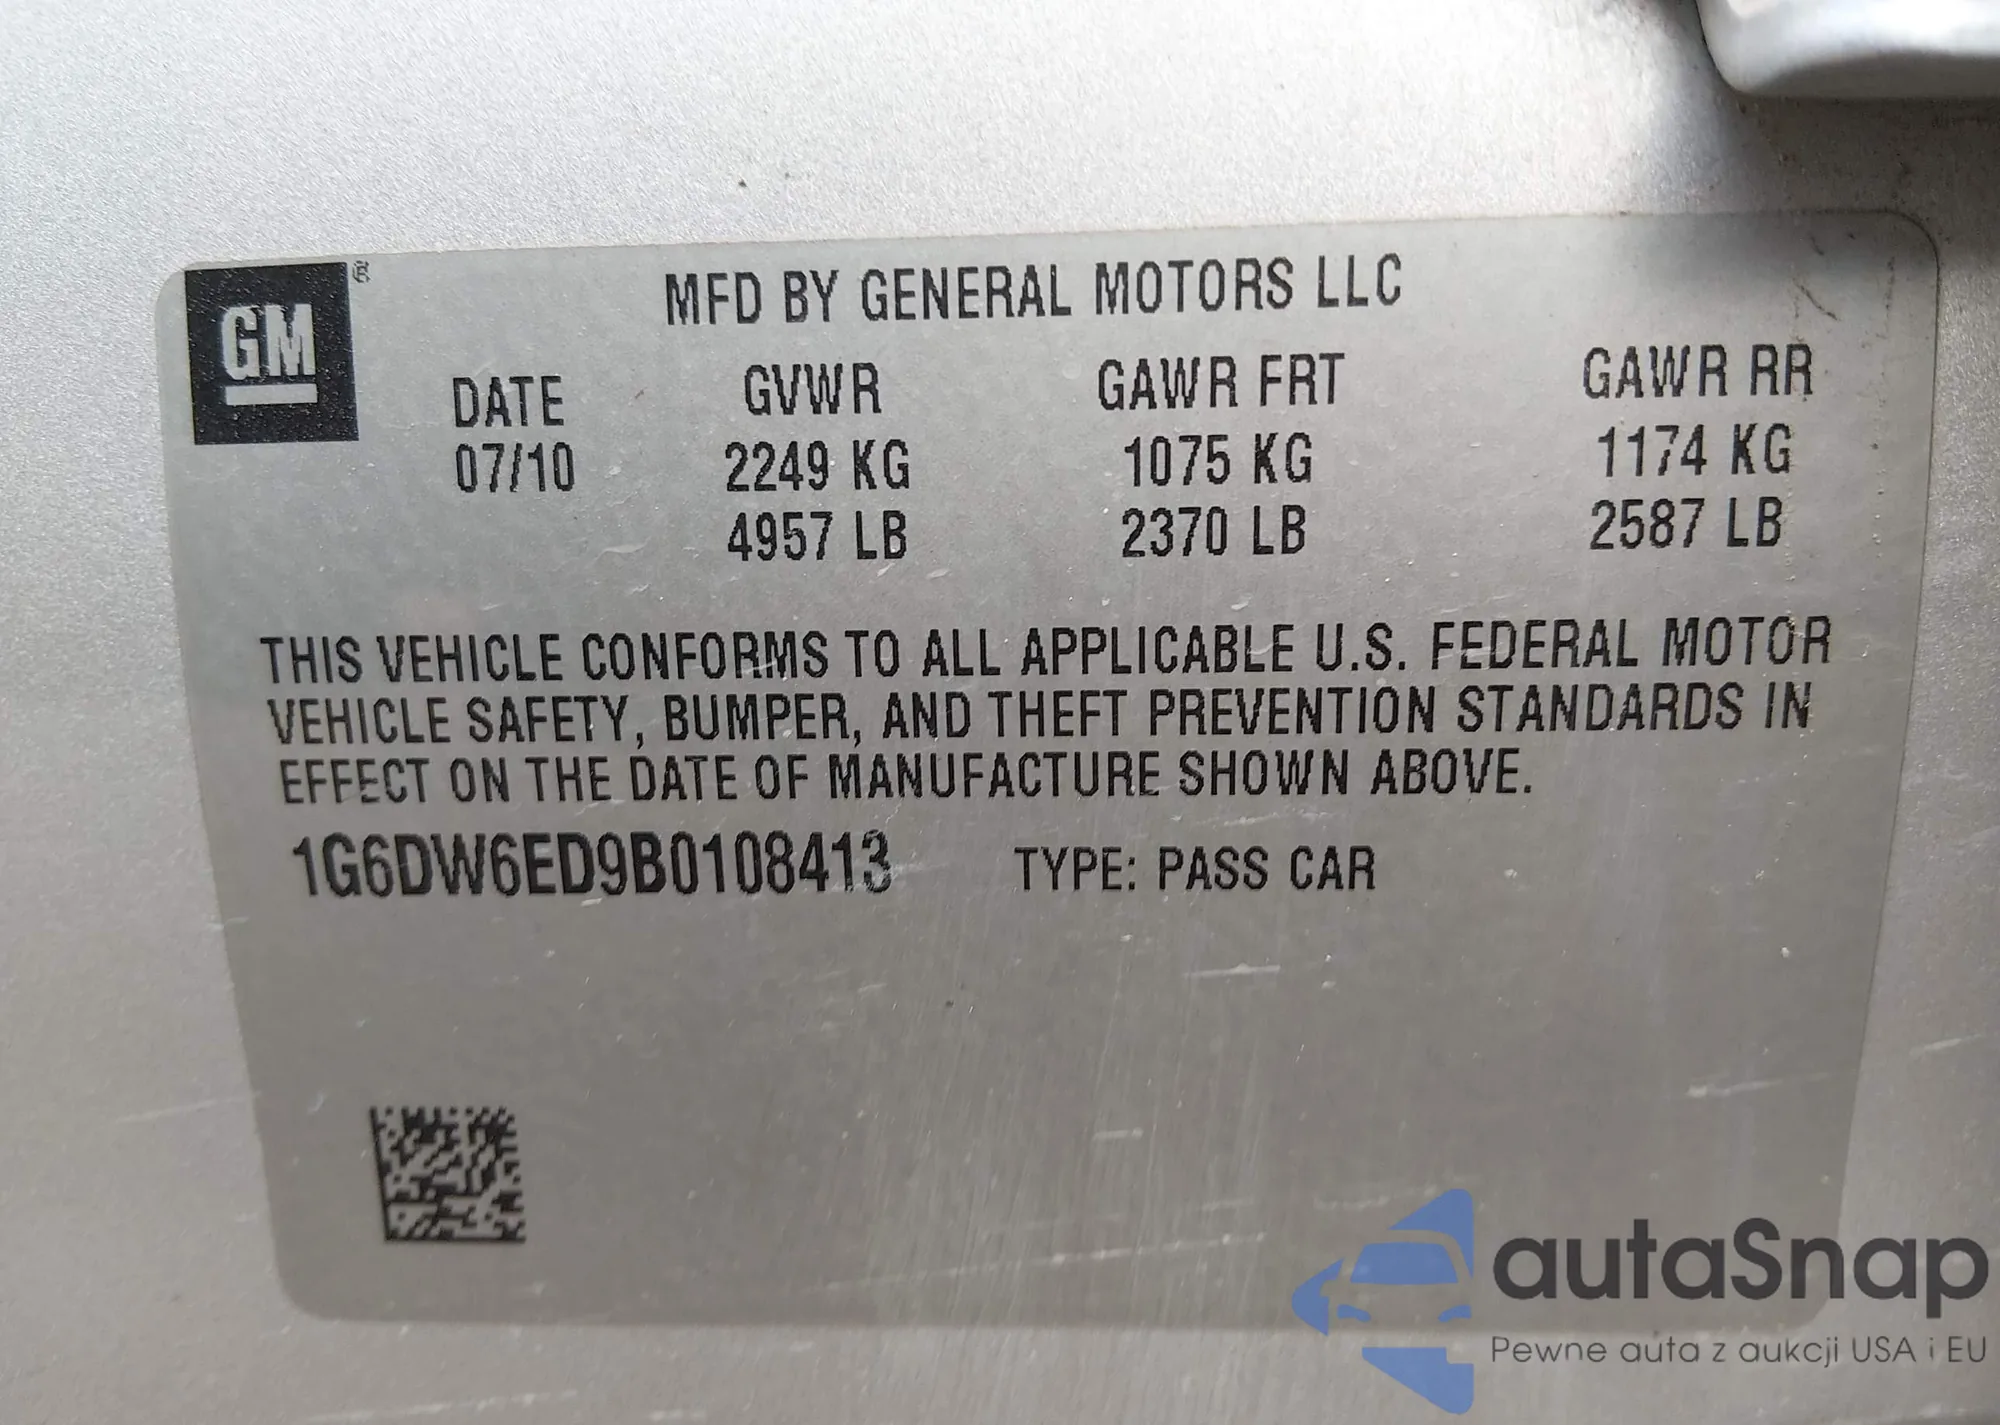 GM ®
MFD BY GENERAL MOTORS LLC
DATE GVWR GAWR FRT GAWR RR
07/10 2249 KG 1075 KG 1174 KG
4957 LB 2370 LB 2587 LB
THIS VEHICLE CONFORMS TO ALL APPLICABLE U.S. FEDERAL MOTOR
VEHICLE SAFETY, BUMPER, AND THEFT PREVENTION STANDARDS IN
EFFECT ON THE DATE OF MANUFACTURE SHOWN ABOVE.
1G6DW6ED9B0108413 TYPE: PASS CAR
autaSnap
Pewne auta z aukcji USA i EU